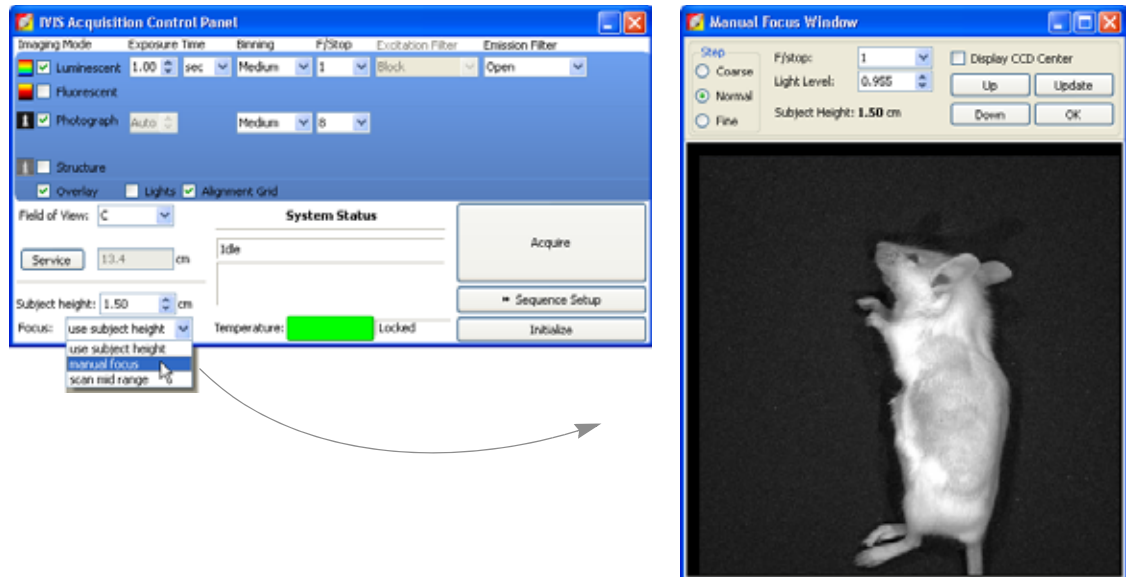 IVIS Acquisition Control Panel
Imaging Mode Exposure Time Binning F/Stop Excitation Filter Emission Filter
Luminescent 1.00 sec Medium 1 Block Open
Fluorescent
Photograph Auto Medium 8
Structure
Overlay Lights Alignment Grid
Field of View: C System Status
Acquire
Idle
Service 13.4 cm
Sequence Setup
Subject height: 1.50 cm
Focus: use subject height Temperature: Locked Initialize
use subject height
manual focus
scan mid range
Manual Focus Window
Step F/stop: 1 Display CCD Center
Coarse Light Level: 0.955 Up Update
Normal
Subject Height: 1.50 cm Down OK
Fine